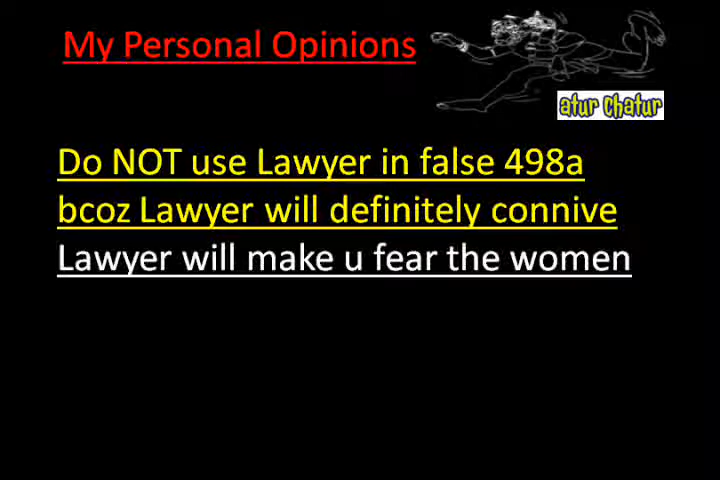 My Personal Opinions
atur chatur
Do NOT use Lawyer in false 498a
bcoz Lawyer will definitely connive
Lawyer will make u fear the women